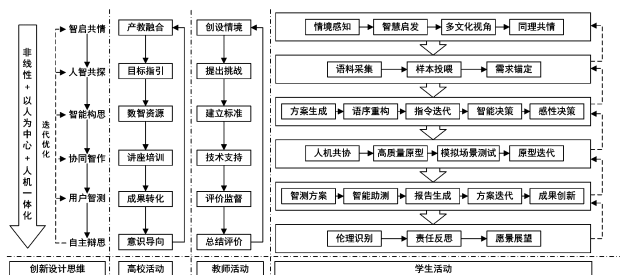 非线性+以人为中心+人机一体化
迭代优化
智启共情
人智共探
智能构思
协同智作
用户智测
自主辩思
创新设计思维
产教融合
目标指引
数智资源
讲座培训
成果转化
意识导向
高校活动
创设情境
提出挑战
建立标准
技术支持
评价监督
总结评价
教师活动
情境感知 智慧启发 多文化视角 同理共情
语料采集 样本投喂 需求锚定
方案生成 语序重构 指令迭代 智能决策 感性决策
人机共协 高质量原型 模拟场景测试 原型迭代
智测方案 智能助测 报告生成 方案迭代 成果创新
伦理识别 责任反思 愿景展望
学生活动